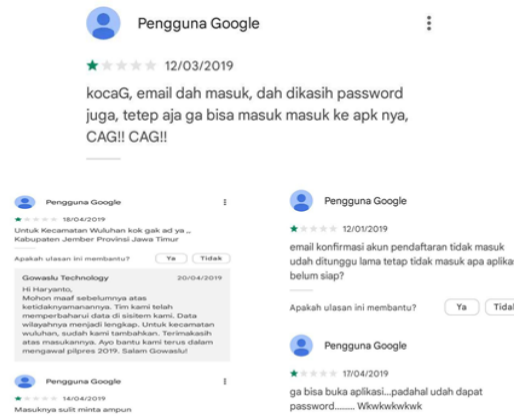 Pengguna Google
12/03/2019
kocaG, email dah masuk, dah dikasih password
juga, tetep aja ga bisa masuk masuk ke apk nya,
CAG!! CAG!!
Pengguna Google
18/04/2019
Untuk Kecamatan Wuluhan kok gak ad ya ,,
Kabupaten Jember Provinsi Jawa Timur
Apakah ulasan ini membantu? Ya Tidak
Gowaslu Technology 20/04/2019
Hi Haryanto,
Mohon maaf sebelumnya atas
ketidaknyamanannya. Tim kami telah
memperbaharui data di sisitem kami. Data
wilayahnya menjadi lengkap. Untuk kecamatan
wuluhan, sudah kami tambahkan. Terimakasih
atas masukannya. Ayo bantu kami terus dalam
mengawal pilpres 2019. Salam Gowaslu!
Pengguna Google
14/04/2019
Masuknya sulit minta ampun
Pengguna Google
12/01/2019
email konfirmasi akun pendaftaran tidak masuk
udah ditunggu lama tetap tidak masuk apa aplika
belum siap?
Apakah ulasan ini membantu? Ya Tidal
Pengguna Google
17/04/2019
ga bisa buka aplikasi...padahal udah dapat
password......... Wkwkwkwkwk